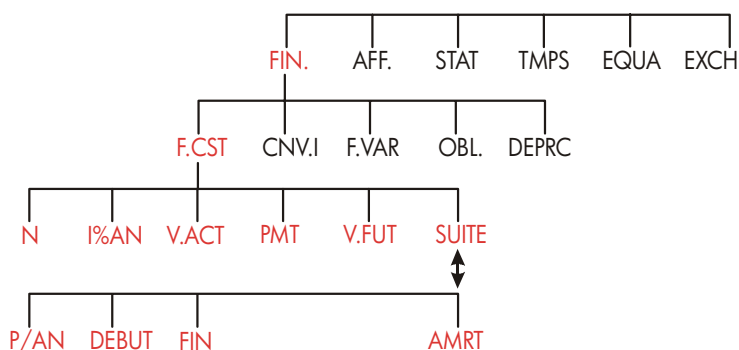 FIN. AFF. STAT TMPS EQUA EXCH
F.CST CNV.I F.VAR OBL. DEPRC
N I%AN V.ACT PMT V.FUT SUITE
P/AN DEBUT FIN AMRT